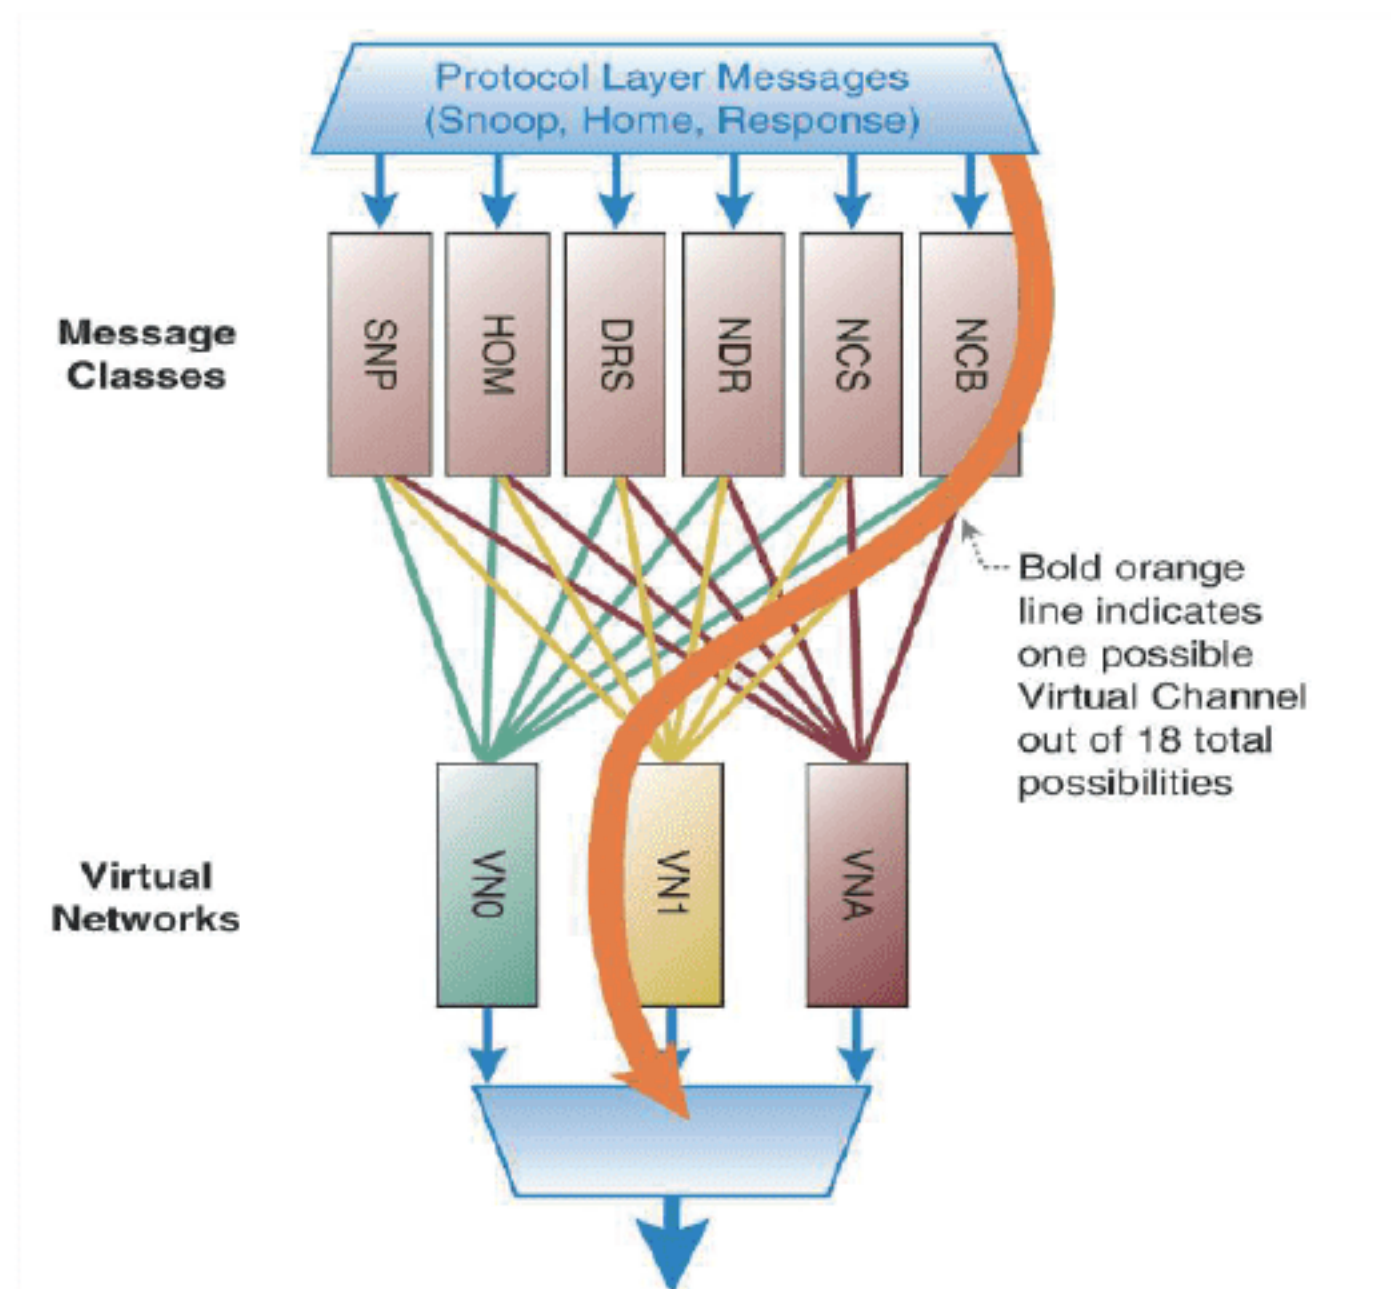 Protocol Layer Messages
(Snoop, Home, Response)
Message
Classes
SNP
HOM
DRS
NDR
NCS
NCB
Bold orange
line indicates
one possible
Virtual Channel
out of 18 total
possibilities
Virtual
Networks
VN0
VN1
VNA